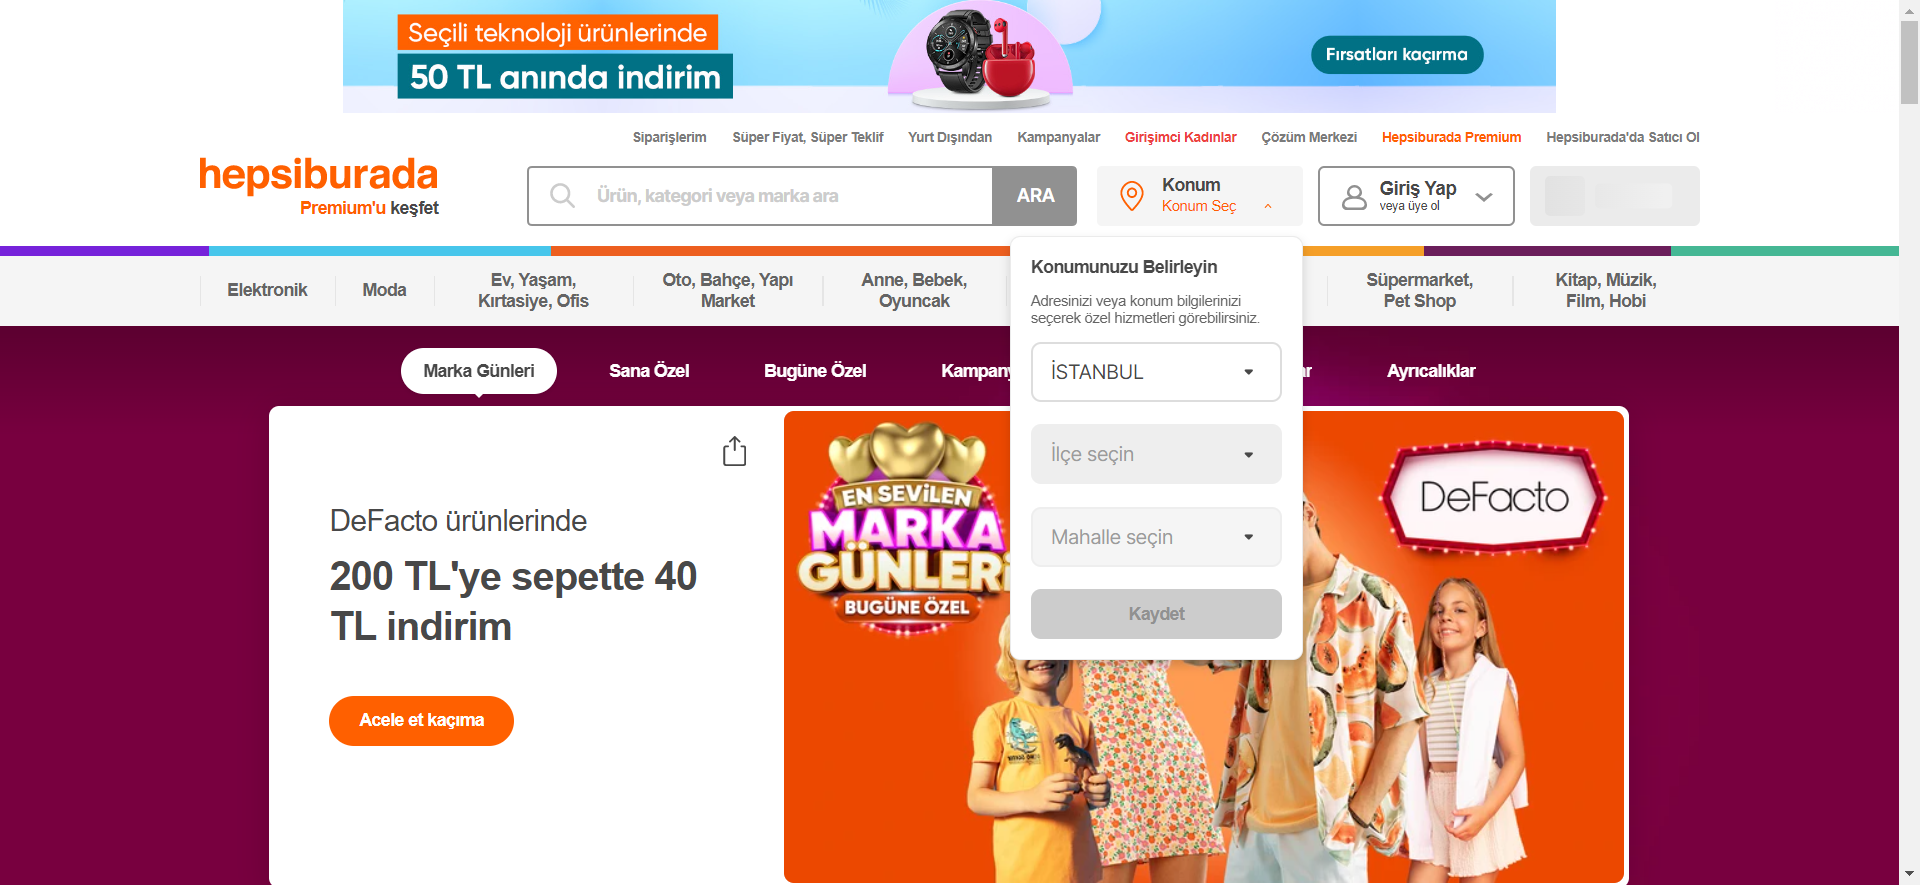 Seçili teknoloji ürünlerinde
50 TL anında indirim
Fırsatları kaçırma
Siparişlerim Süper Fiyat, Süper Teklif Yurt Dışından Kampanyalar Girişimci Kadınlar Çözüm Merkezi Hepsiburada Premium Hepsiburada'da Satıcı Ol
hepsiburada
Premium'u keşfet
Ürün, kategori veya marka ara
ARA
Konum
Konum Seç
Giriş Yap
veya üye ol
Elektronik
Moda
Ev, Yaşam,
Kırtasiye, Ofis
Oto, Bahçe, Yapı
Market
Anne, Bebek,
Oyuncak
Süpermarket,
Pet Shop
Kitap, Müzik,
Film, Hobi
Konumunuzu Belirleyin
Adresinizi veya konum bilgilerinizi
seçerek özel hizmetleri görebilirsiniz.
İSTANBUL
İlçe seçin
Mahalle seçin
Kaydet
Marka Günleri Sana Özel Bugüne Özel Ayrıcalıklar
DeFacto ürünlerinde
200 TL'ye sepette 40
TL indirim
Acele et kaçıma
EN SEVİLEN
MARKA
GÜNLERİ
BUGÜNE ÖZEL
DeFacto